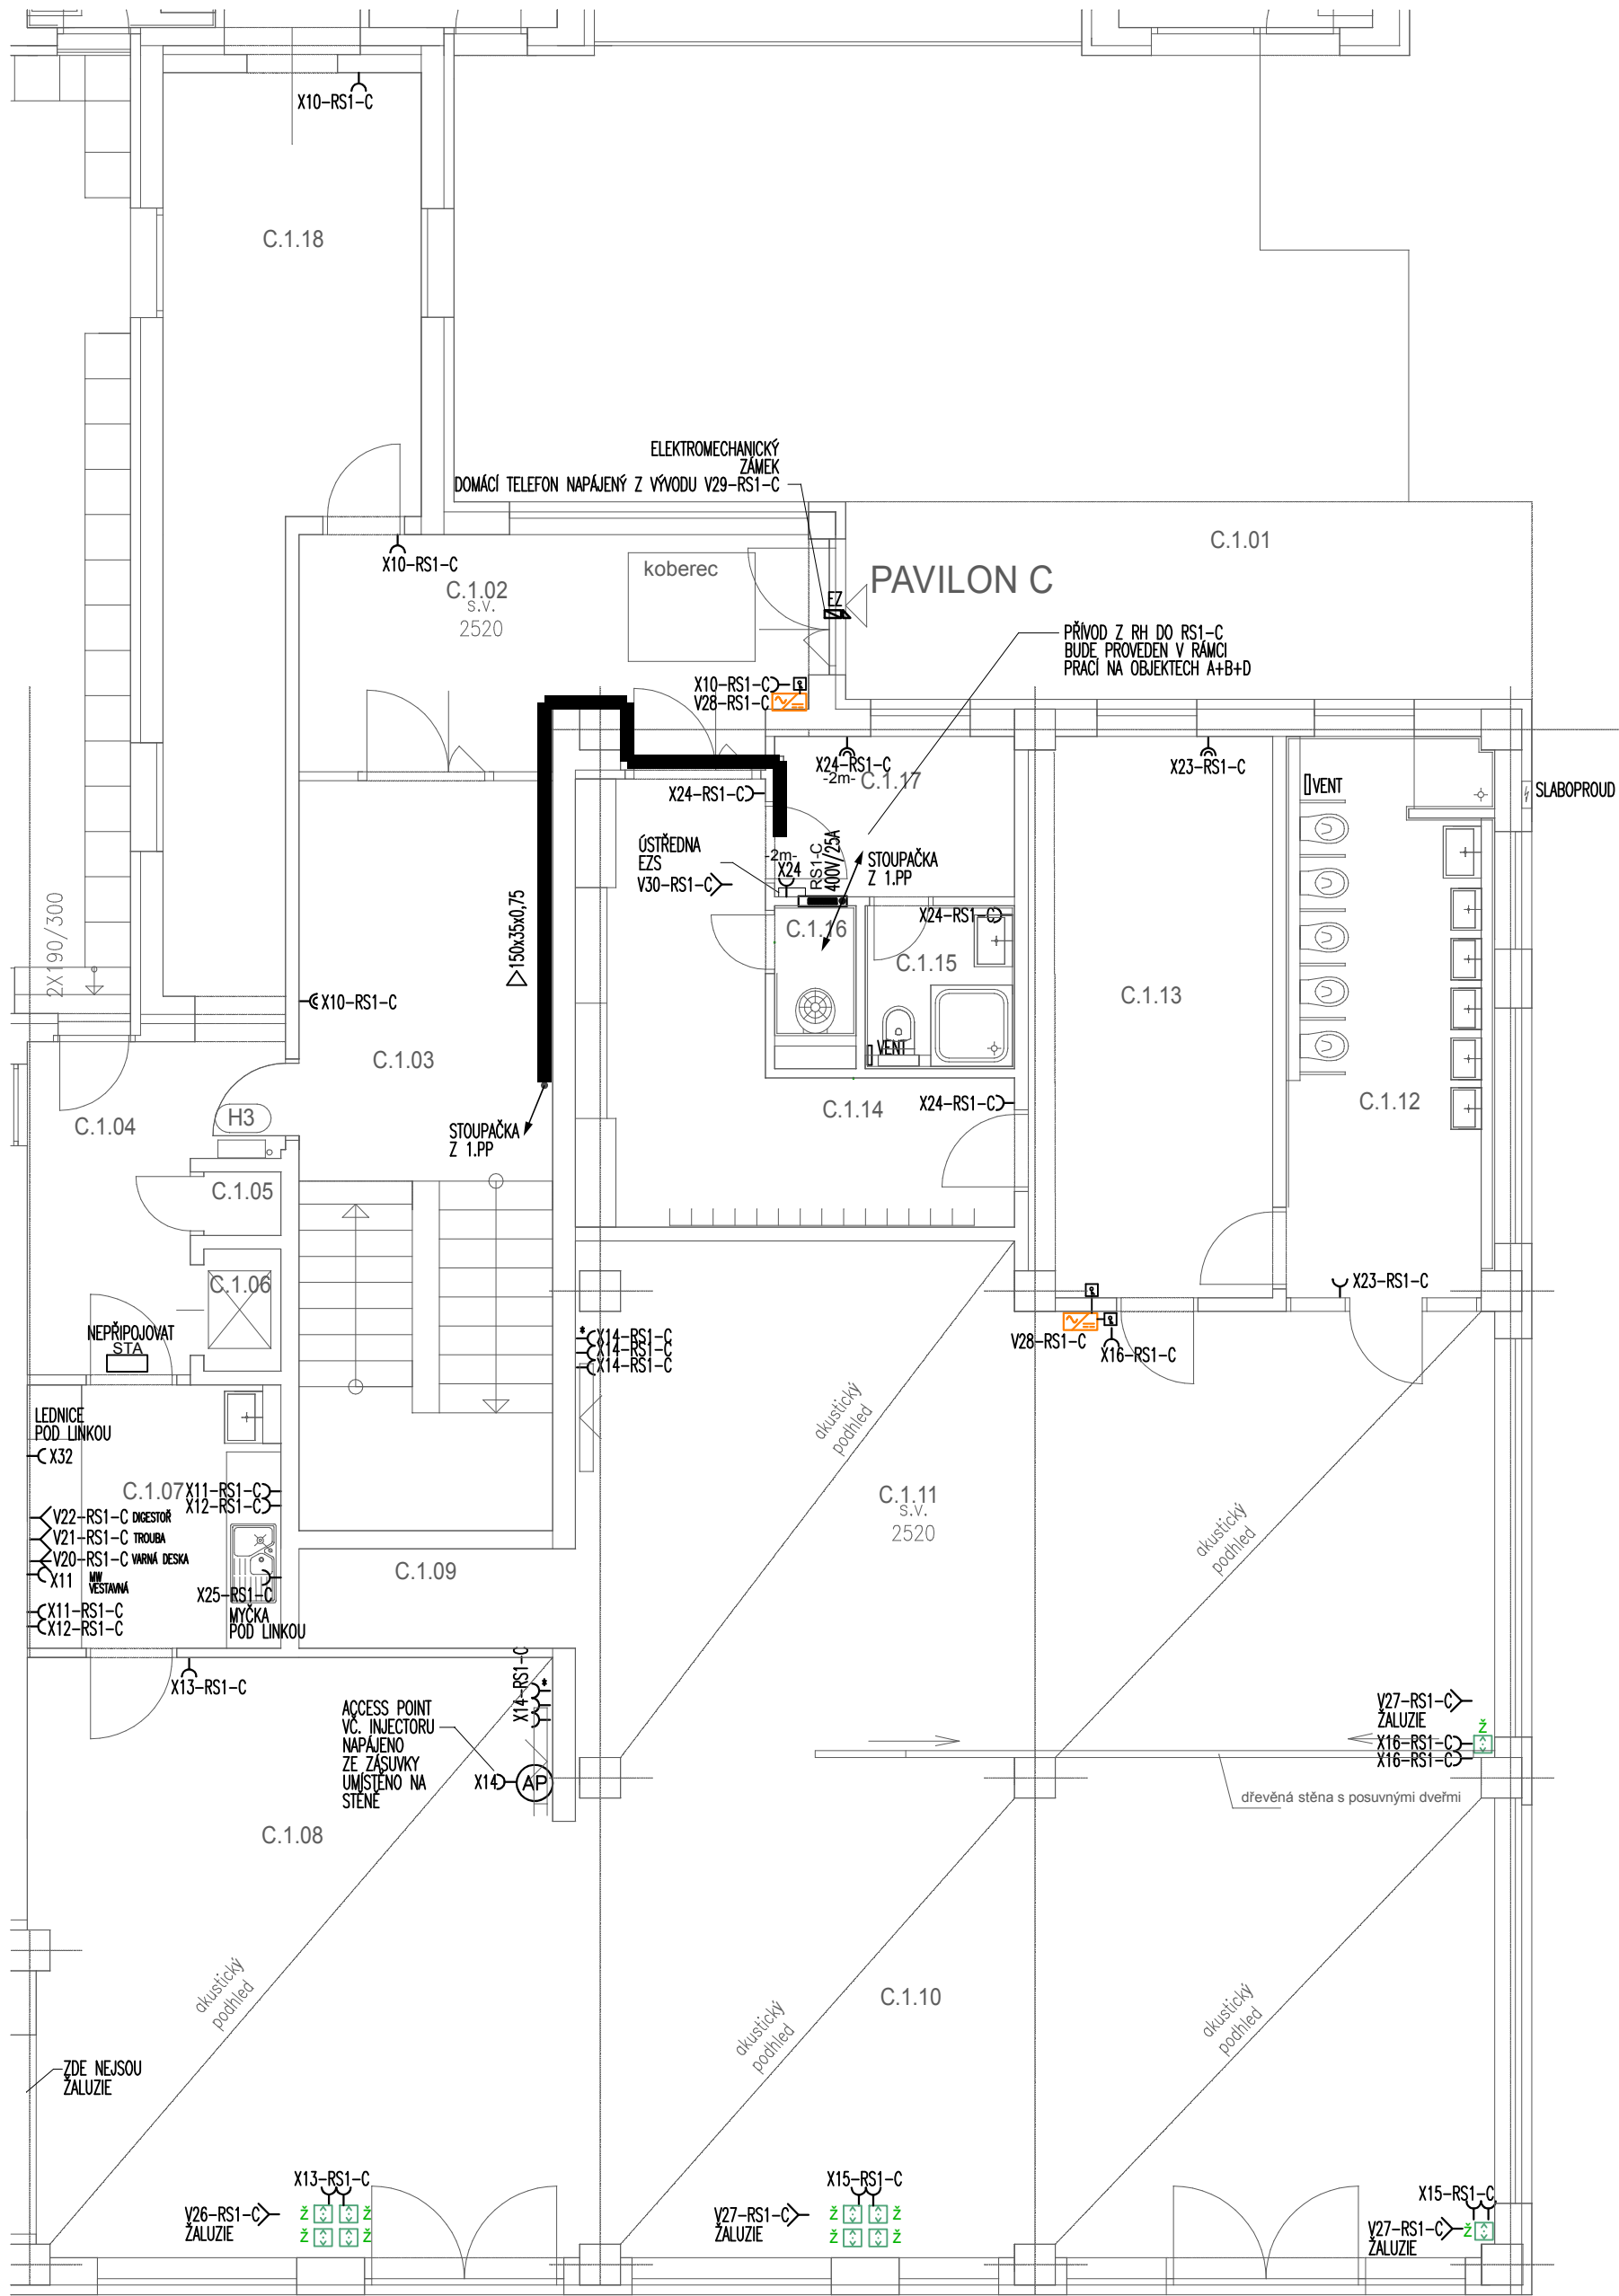 X10-RS1-C
C.1.18
ELEKTROMECHANICKÝ
ZÁMEK
DOMÁCÍ TELEFON NAPÁJENÝ Z VÝVODU V29-RS1-C
C.1.01
X10-RS1-C
koberec
C.1.02
S.V.
2520
PAVILON C
EZ
PŘÍVOD Z RH DO RS1-C
BUDE PROVEDEN V RÁMCI
PRACÍ NA OBJEKTECH A+B+D
X10-RS1-C
V28-RS1-C
X24-RS1-C
-2m-
C.1.17
X23-RS1-C
VENT
SLABOPROUD
X24-RS1-C
ÚSTŘEDNA
EZS
V30-RS1-C
-2m-
X24
RS1-C
400V/25A
STOUPAČKA
Z 1.PP
2X190/300
150x35x0,75
C.1.16
X24-RS1-C
C.1.15
C.1.13
X10-RS1-C
C.1.03
VENT
C.1.14
X24-RS1-C
C.1.12
H3
C.1.04
STOUPAČKA
Z 1.PP
C.1.05
C.1.06
X23-RS1-C
NEPŘIPOJOVAT
STA
*
X14-RS1-C
X14-RS1-C
X14-RS1-C
V28-RS1-C
X16-RS1-C
LEDNICE
POD LINKOU
X32
akustický
podhled
C.1.07
X11-RS1-C
X12-RS1-C
C.1.11
S.V.
2520
V22-RS1-C DIGESTOŘ
V21-RS1-C TROUBA
V20-RS1-C VARNÁ DESKA
X11
MW
VESTAVNÁ
akustický
podhled
C.1.09
X25-RS1-C
X11-RS1-C
X12-RS1-C
MYČKA
POD LINKOU
X13-RS1-C
X14-RS1-C
*
ACCESS POINT
VČ. INJECTORU
NAPÁJENO
ZE ZÁSUVKY
UMÍSTĚNO NA
STĚNĚ
X14
AP
V27-RS1-C
ŽALUZIE
Ž
X16-RS1-C
X16-RS1-C
dřevěná stěna s posuvnými dveřmi
C.1.08
akustický
podhled
C.1.10
akustický
podhled
akustický
podhled
ZDE NEJSOU
ŽALUZIE
X13-RS1-C
V26-RS1-C
ŽALUZIE
Ž
Ž
Ž
Ž
X15-RS1-C
V27-RS1-C
ŽALUZIE
Ž
Ž
Ž
Ž
X15-RS1-C
V27-RS1-C
ŽALUZIE
Ž